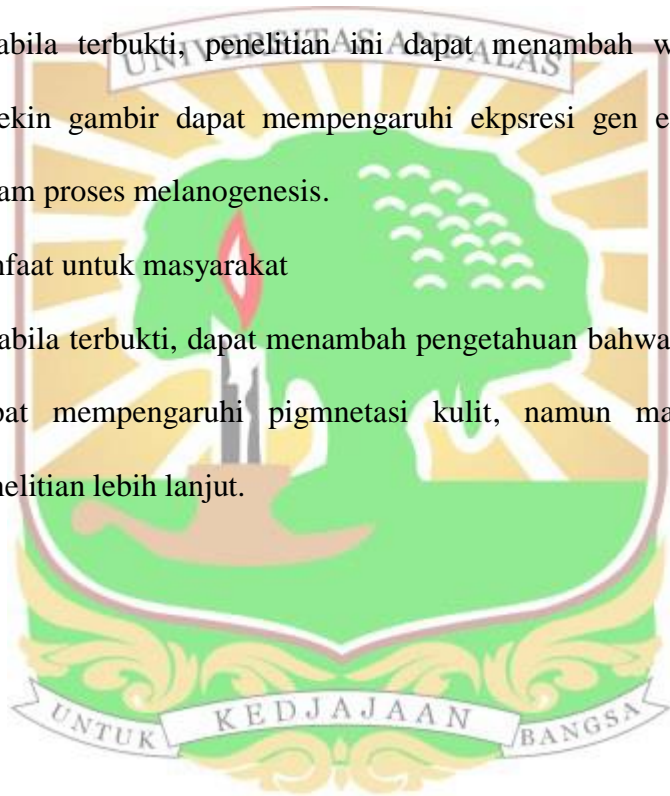 UNIVERSITAS ANDALAS
abila terbukti, penelitian ini dapat menambah w
ekin gambir dapat mempengaruhi ekpsresi gen e
am proses melanogenesis.
nfaat untuk masyarakat
abila terbukti, dapat menambah pengetahuan bahwa
pat mempengaruhi pigmnetasi kulit, namun ma
nelitian lebih lanjut.
UNTUK KEDJAJAAN BANGSA